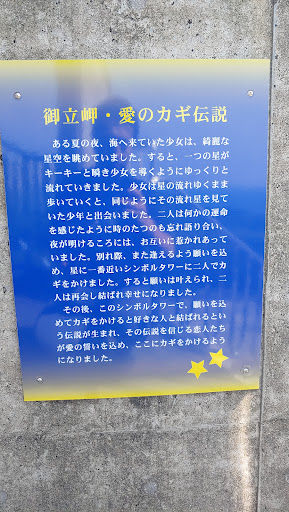 御立岬・愛のカギ伝説
ある夏の夜、海へ来ていた少女は、綺麗な
星空を眺めていました。すると、一つの星が
キーキーと瞬き少女を導くようにゆっくりと
流れていきました。少女は星の流れゆくまま
歩いていくと、同じようにその流れ星を見て
いた少年と出会いました。二人は何かの運命
を感じたように時のたつのも忘れ語り合い、
夜が明けるころには、お互いに惹かれあって
いました。別れ際、また逢えるよう願いを込
め、星に一番近いシンボルタワーに二人でカ
ギをかけました。すると願いは叶えられ、二
人は再会し結ばれ幸せになりました。
その後、このシンボルタワーで、願いを込
めてカギをかけると好きな人と結ばれるとい
う伝説が生まれ、その伝説を信じる恋人たち
が愛の誓いを込め、ここにカギをかけるよう
になりました。